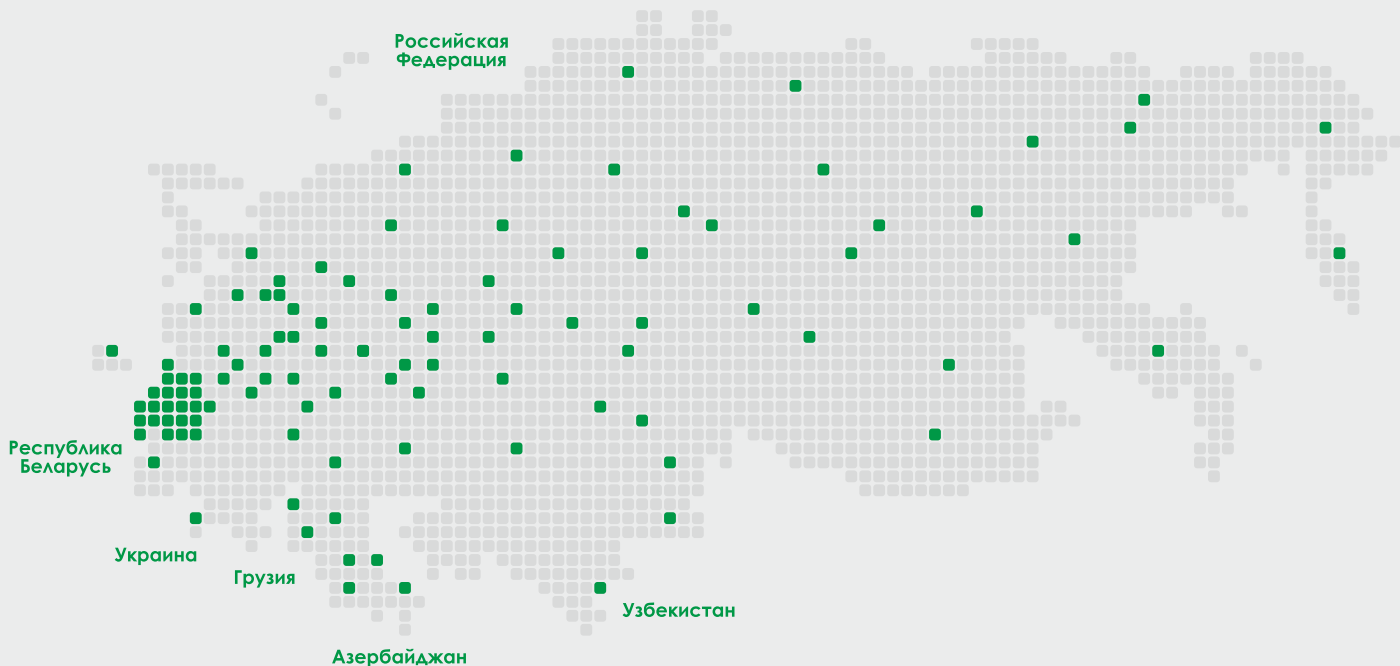 Российская
Федерация
Республика
Беларусь
Украина
Грузия
Узбекистан
Азербайджан